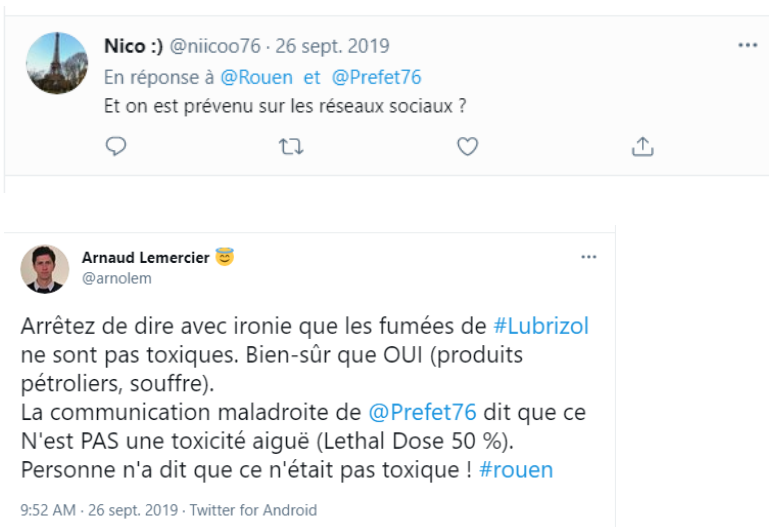 Nico :) @niicoo76 · 26 sept. 2019
En réponse à @Rouen et @Prefet76
Et on est prévenu sur les réseaux sociaux ?
Arnaud Lemercier 😇
@arnolem
Arrêtez de dire avec ironie que les fumées de #Lubrizol
ne sont pas toxiques. Bien-sûr que OUI (produits
pétroliers, souffre).
La communication maladroite de @Prefet76 dit que ce
N'est PAS une toxicité aiguë (Lethal Dose 50 %).
Personne n'a dit que ce n'était pas toxique ! #rouen
9:52 AM · 26 sept. 2019 · Twitter for Android